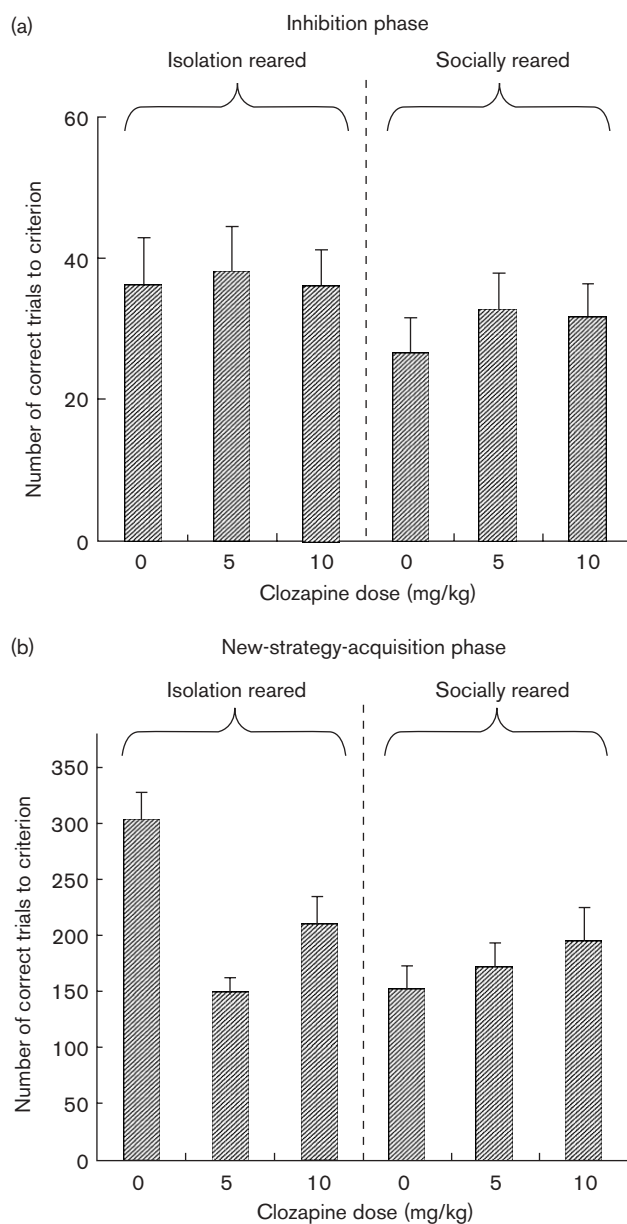 (a)
Inhibition phase
Isolation reared
Socially reared
60
40
20
0
Number of correct trials to criterion
0 5 10 0 5 10
Clozapine dose (mg/kg)
(b)
New-strategy-acquisition phase
Isolation reared
Socially reared
350
300
250
200
150
100
50
0
Number of correct trials to criterion
0 5 10 0 5 10
Clozapine dose (mg/kg)